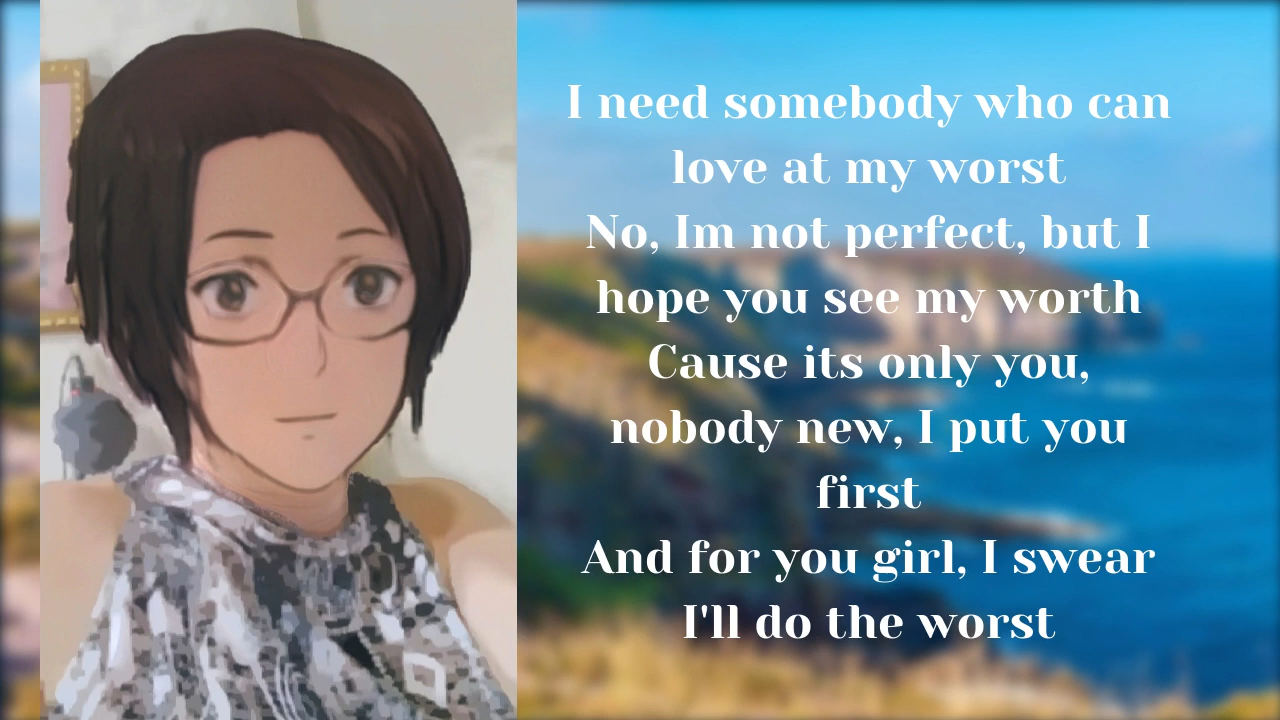 I need somebody who can
love at my worst
No, Im not perfect, but I
hope you see my worth
Cause its only you,
nobody new, I put you
first
And for you girl, I swear
I'll do the worst